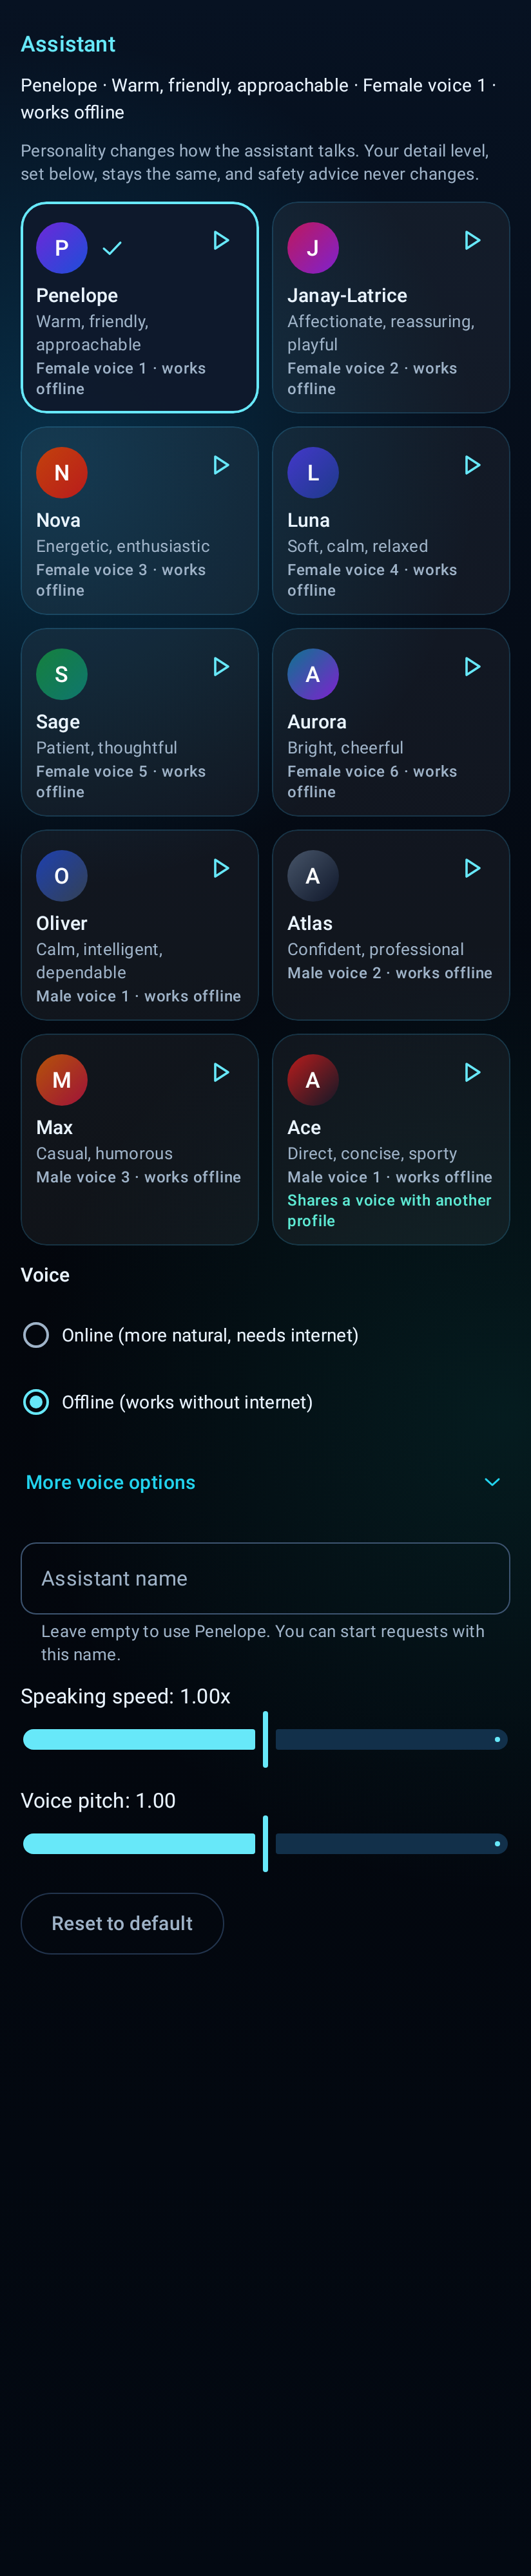 Assistant
Penelope · Warm, friendly, approachable · Female voice 1 ·
works offline
Personality changes how the assistant talks. Your detail level,
set below, stays the same, and safety advice never changes.
P
Penelope
Warm, friendly,
approachable
Female voice 1 · works
offline
J
Janay-Latrice
Affectionate, reassuring,
playful
Female voice 2 · works
offline
N
Nova
Energetic, enthusiastic
Female voice 3 · works
offline
L
Luna
Soft, calm, relaxed
Female voice 4 · works
offline
S
Sage
Patient, thoughtful
Female voice 5 · works
offline
A
Aurora
Bright, cheerful
Female voice 6 · works
offline
O
Oliver
Calm, intelligent,
dependable
Male voice 1 · works offline
A
Atlas
Confident, professional
Male voice 2 · works offline
M
Max
Casual, humorous
Male voice 3 · works offline
A
Ace
Direct, concise, sporty
Male voice 1 · works offline
Shares a voice with another
profile
Voice
Online (more natural, needs internet)
Offline (works without internet)
More voice options
Assistant name
Leave empty to use Penelope. You can start requests with
this name.
Speaking speed: 1.00x
Voice pitch: 1.00
Reset to default